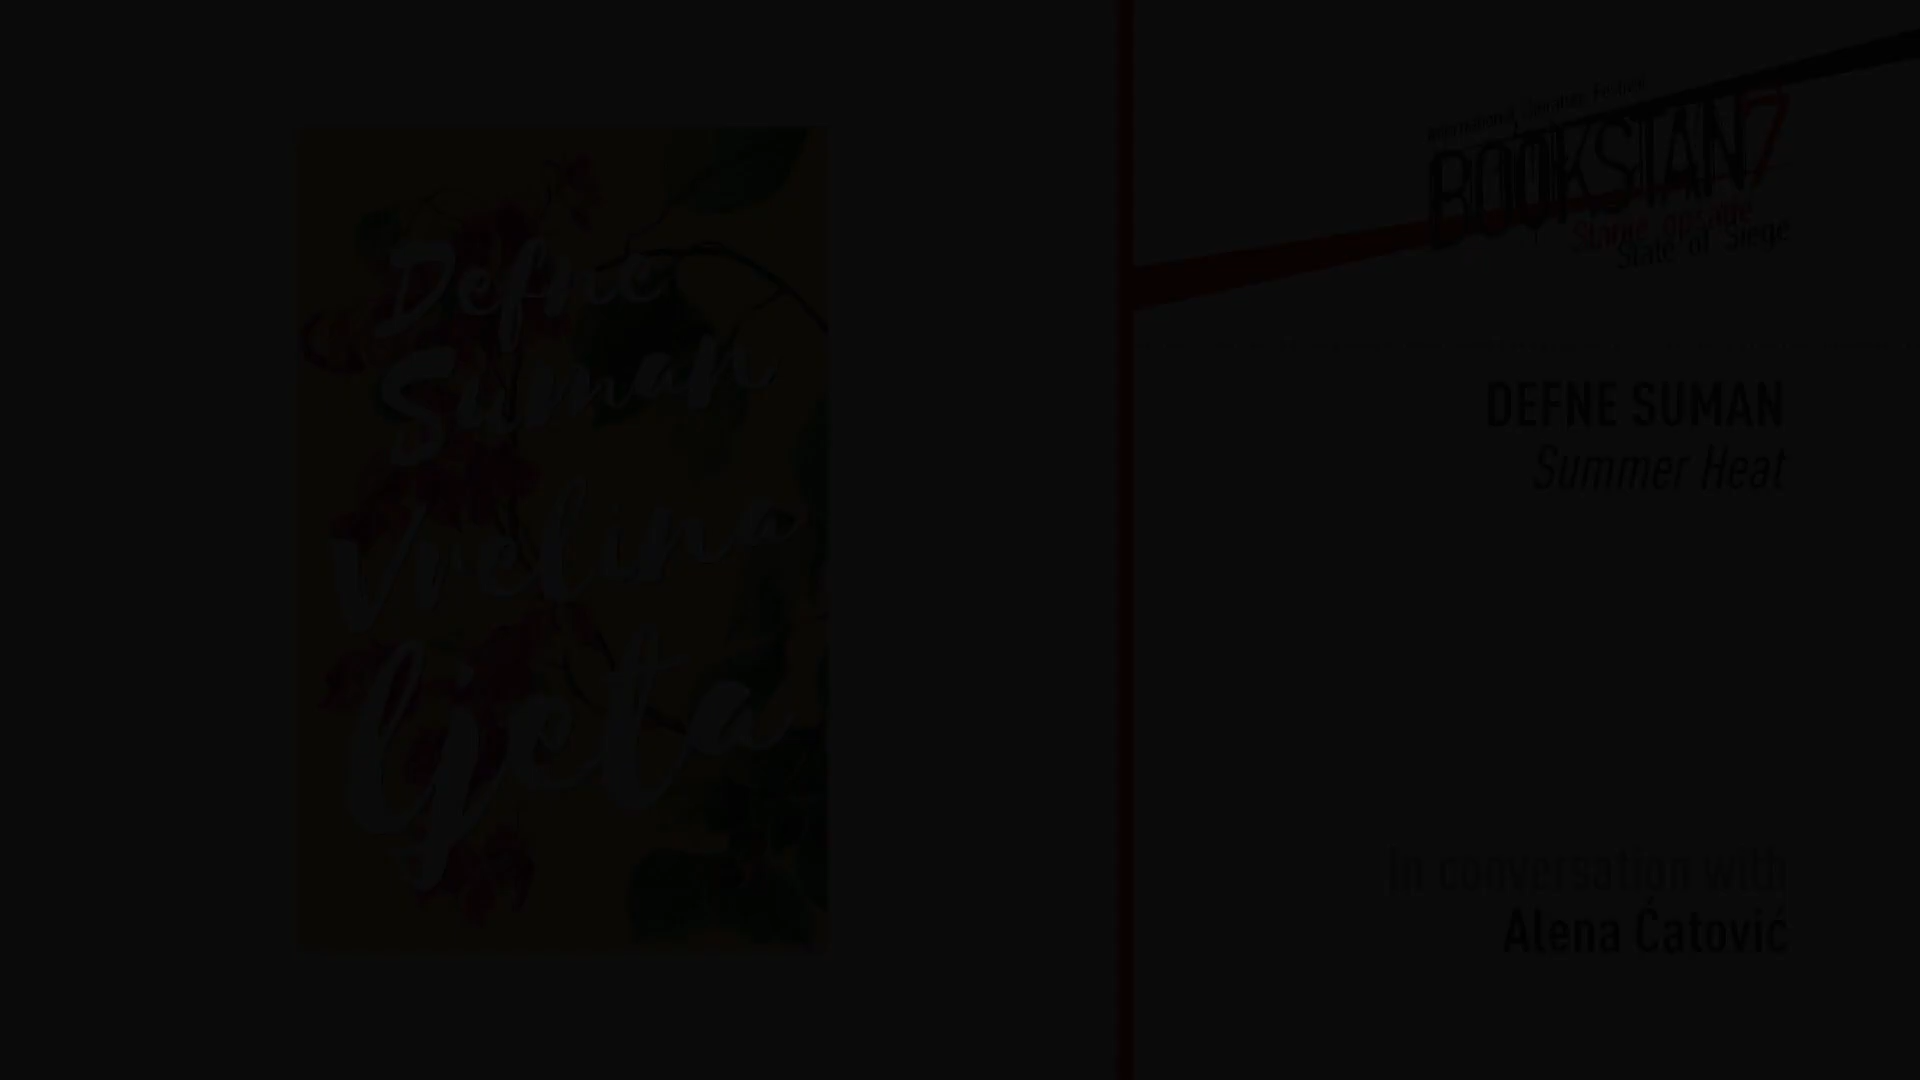 Defne
Suman
Vrelina
ljeta
International Literature Festival
BOOKSTAN7
Stanje opsade
State of Siege
DEFNE SUMAN
Summer Heat
In conversation with
Alena Ćatović